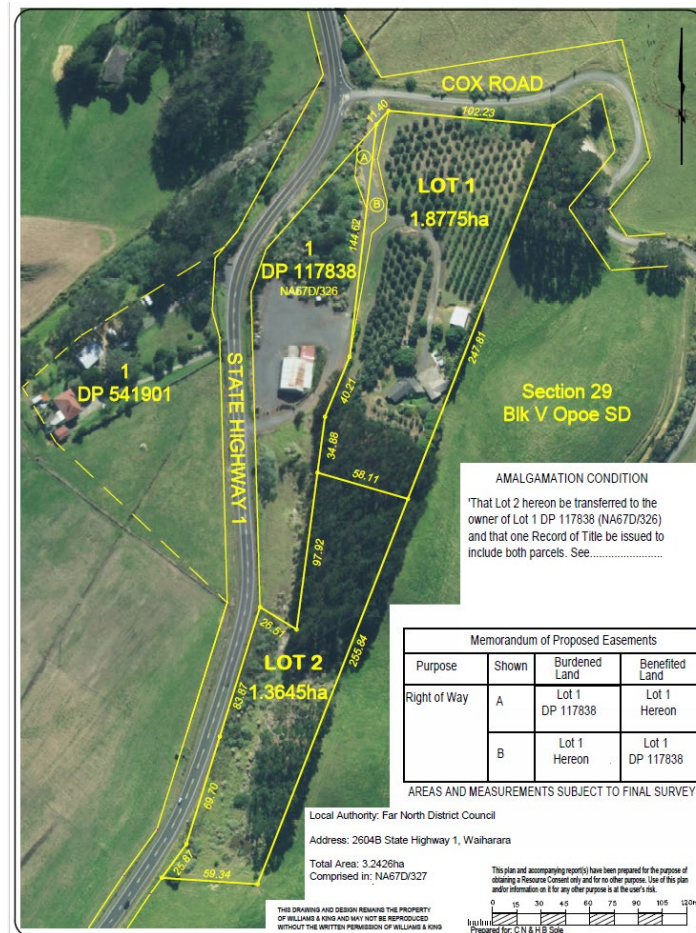 COX ROAD
11.40
102.23
A
LOT 1
1.8775ha
B
144.62
1
DP 117838
NA67D/326
247.81
1
DP 541901
STATE HIGHWAY 1
40.21
Section 29
Blk V Opoe SD
34.88
58.11
AMALGAMATION CONDITION
'That Lot 2 hereon be transferred to the
owner of Lot 1 DP 117838 (NA67D/326)
and that one Record of Title be issued to
include both parcels. See......................
97.92
26.51
255.84
LOT 2
1.3645ha
83.87
69.70
25.87
59.34
Memorandum of Proposed Easements
Purpose Shown Burdened Land Benefited Land
Right of Way A Lot 1 DP 117838 Lot 1 Hereon
B Lot 1 Hereon Lot 1 DP 117838
AREAS AND MEASUREMENTS SUBJECT TO FINAL SURVEY
Local Authority: Far North District Council
Address: 2604B State Highway 1, Waiharara
Total Area: 3.2426ha
Comprised in: NA67D/327
This plan and accompanying report(s) have been prepared for the purpose of
obtaining a Resource Consent only and for no other purpose. Use of this plan
and/or information on it for any other purpose is at the user's risk.
0 15 30 45 60 75 90 105
THIS DRAWING AND DESIGN REMAINS THE PROPERTY
OF WILLIAMS & KING AND MAY NOT BE REPRODUCED
WITHOUT THE WRITTEN PERMISSION OF WILLIAMS & KING
Prepared for: C N & H B Sole